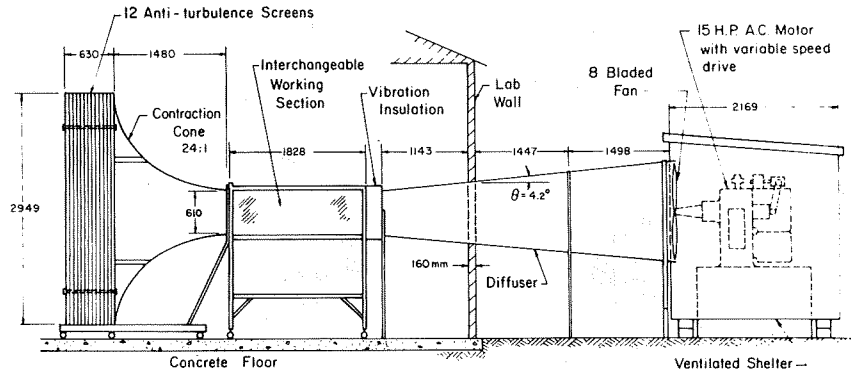 12 Anti-turbulence Screens
630
1480
Contraction
Cone
24:1
2949
610
Interchangeable
Working
Section
1828
Vibration
Insulation
1143
Lab
Wall
160mm
1447
1498
θ=4.2°
Diffuser
8 Bladed
Fan
15 H.P. A.C. Motor
with variable speed
drive
2169
Concrete Floor
Ventilated Shelter